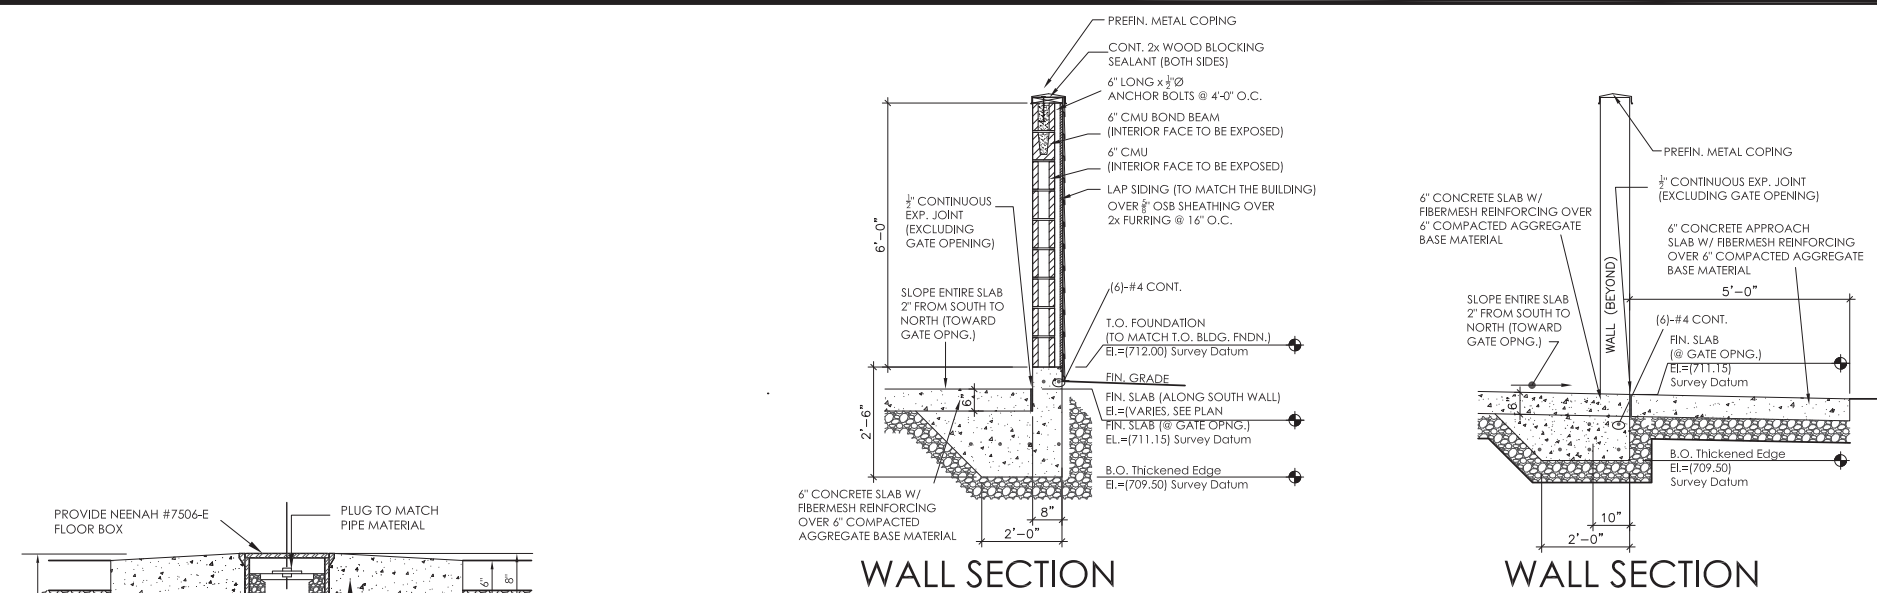 PROVIDE NEENAH #7506-E
FLOOR BOX
PLUG TO MATCH
PIPE MATERIAL
6"
8"
PREFIN. METAL COPING
CONT. 2x WOOD BLOCKING
SEALANT (BOTH SIDES)
6" LONG x ½"Ø
ANCHOR BOLTS @ 4'-0" O.C.
6" CMU BOND BEAM
(INTERIOR FACE TO BE EXPOSED)
6" CMU
(INTERIOR FACE TO BE EXPOSED)
LAP SIDING (TO MATCH THE BUILDING)
OVER ⅝" OSB SHEATHING OVER
2x FURRING @ 16" O.C.
½" CONTINUOUS
EXP. JOINT
(EXCLUDING
GATE OPENING)
6'-0"
SLOPE ENTIRE SLAB
2" FROM SOUTH TO
NORTH (TOWARD
GATE OPNG.)
(6)-#4 CONT.
T.O. FOUNDATION
(TO MATCH T.O. BLDG. FNDN.)
El.=(712.00) Survey Datum
FIN. GRADE
FIN. SLAB (ALONG SOUTH WALL)
El.=(VARIES, SEE PLAN
FIN. SLAB (@ GATE OPNG.)
EL.=(711.15) Survey Datum
B.O. Thickened Edge
El.=(709.50) Survey Datum
2'-6"
6"
6" CONCRETE SLAB W/
FIBERMESH REINFORCING
OVER 6" COMPACTED
AGGREGATE BASE MATERIAL
8"
2'-0"
WALL SECTION
PREFIN. METAL COPING
½" CONTINUOUS EXP. JOINT
(EXCLUDING GATE OPENING)
6" CONCRETE SLAB W/
FIBERMESH REINFORCING OVER
6" COMPACTED AGGREGATE
BASE MATERIAL
6" CONCRETE APPROACH
SLAB W/ FIBERMESH REINFORCING
OVER 6" COMPACTED AGGREGATE
BASE MATERIAL
WALL (BEYOND)
5'-0"
SLOPE ENTIRE SLAB
2" FROM SOUTH TO
NORTH (TOWARD
GATE OPNG.)
(6)-#4 CONT.
FIN. SLAB
(@ GATE OPNG.)
El.=(711.15)
Survey Datum
6"
B.O. Thickened Edge
El.=(709.50)
Survey Datum
10"
2'-0"
WALL SECTION